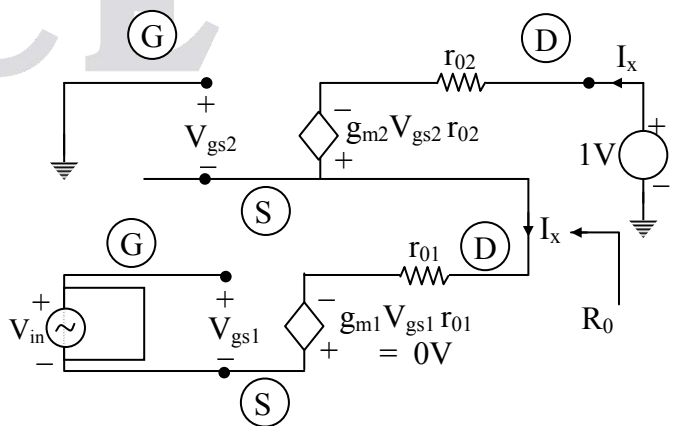 G
D
r02
Ix
+
−
+
Vgs2
gm2Vgs2 r02
1V
+
−
+
−
−
S
G
r01
D
Ix
+
+
−
Vin
Vgs1
gm1Vgs1 r01
= 0V
R0
−
−
+
S